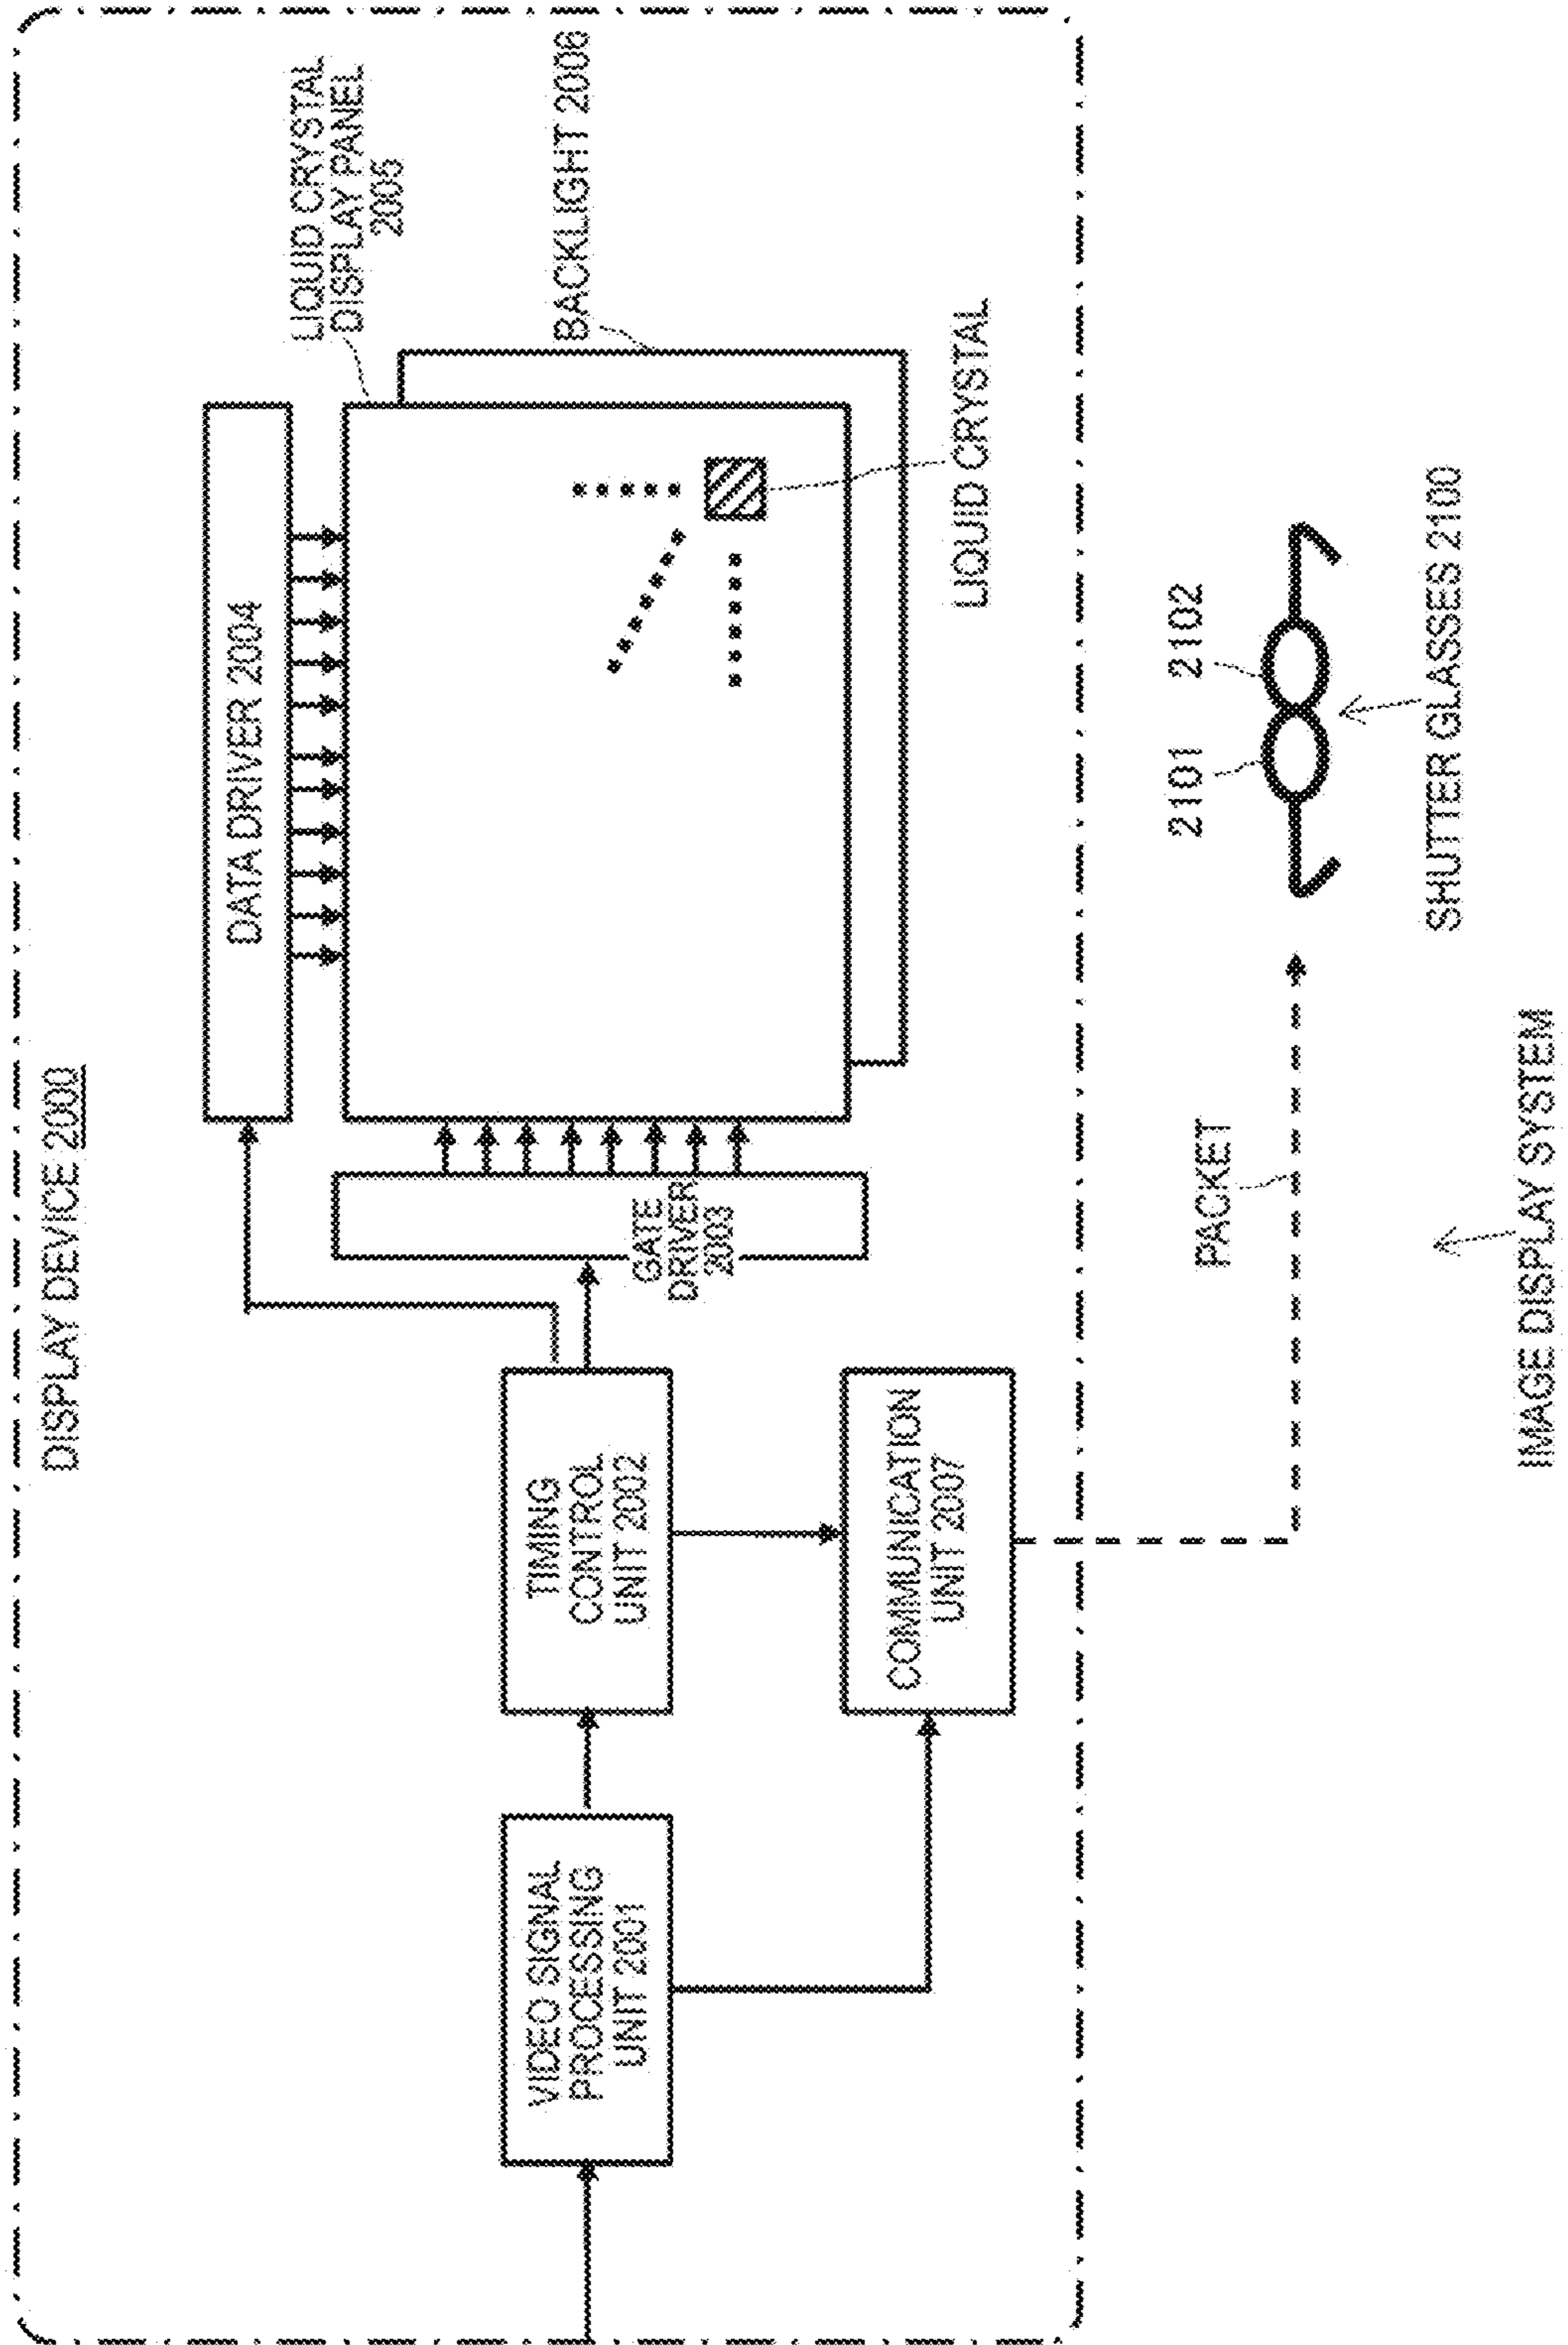 DISPLAY DEVICE 2000
DATA DRIVER 2004
LIQUID CRYSTAL
DISPLAY PANEL
2005
BACKLIGHT 2006
VIDEO SIGNAL
PROCESSING
UNIT 2001
TIMING
CONTROL
UNIT 2002
GATE
DRIVER
2003
COMMUNICATION
UNIT 2007
LIQUID CRYSTAL
PACKET
2101
2102
SHUTTER GLASSES 2100
IMAGE DISPLAY SYSTEM